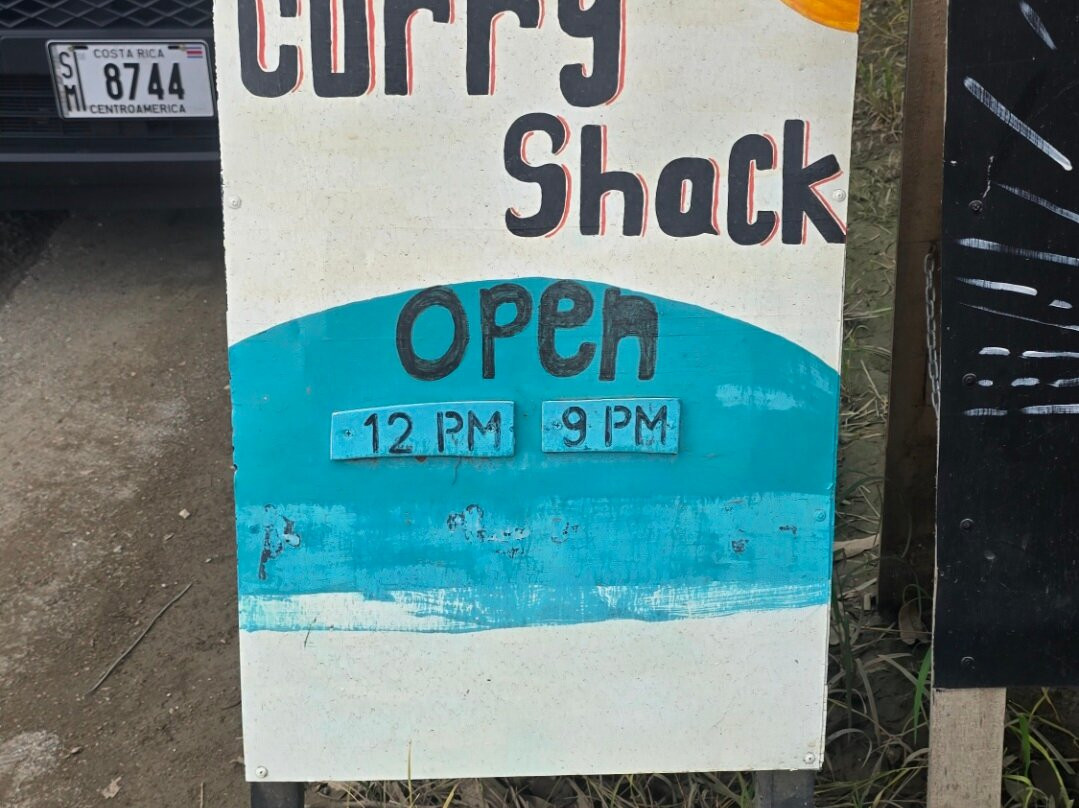 Curry
Shack
open
12 PM 9 PM
COSTA RICA
SM 8744
CENTROAMERICA